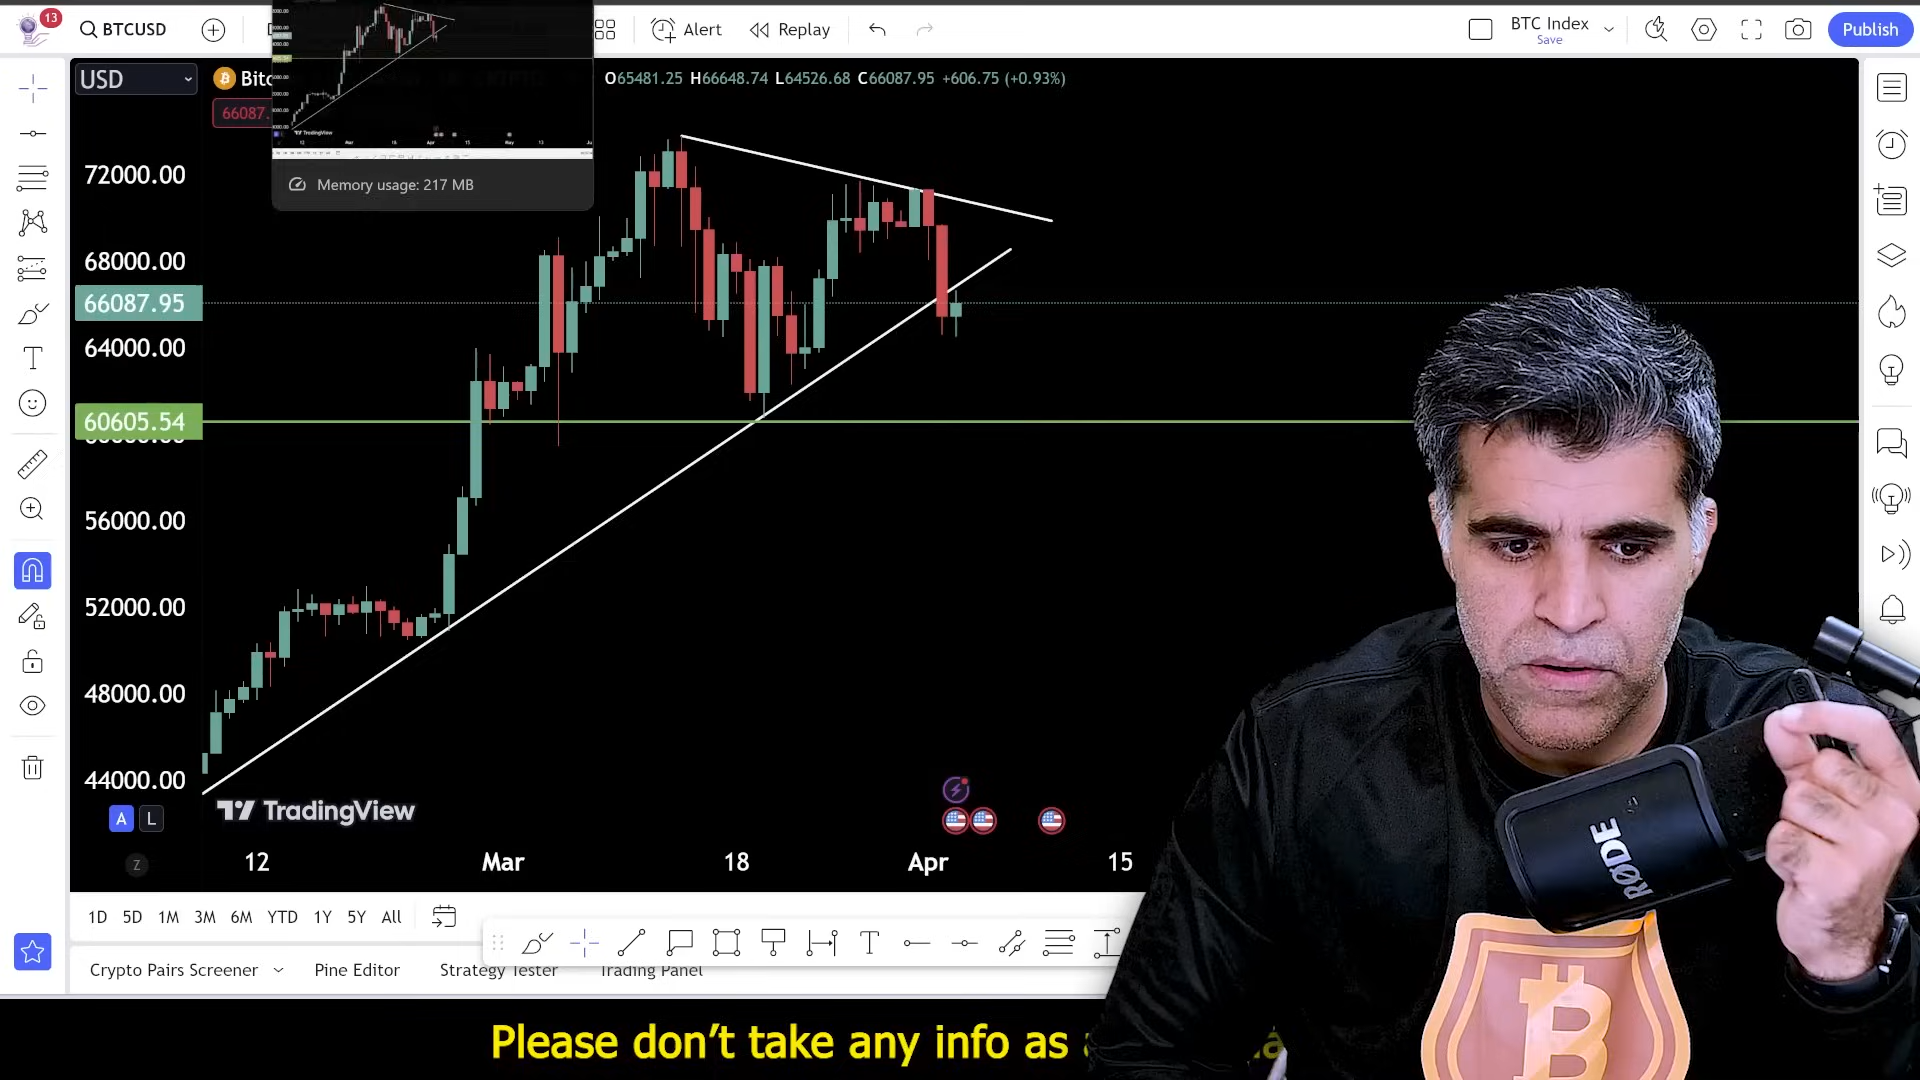 13
BTCUSD
Alert
Replay
BTC Index
Save
Publish
TradingView
Memory usage: 217 MB
USD
Bitc
O65481.25 H66648.74 L64526.68 C66087.95 +606.75 (+0.93%)
66087.
72000.00
68000.00
66087.95
64000.00
60605.54
56000.00
52000.00
48000.00
44000.00
A L
TradingView
Z
12 Mar 18 Apr 15
1D 5D 1M 3M 6M YTD 1Y 5Y All
Crypto Pairs Screener Pine Editor Strategy Tester Trading Panel
RØDE
Please don’t take any info as